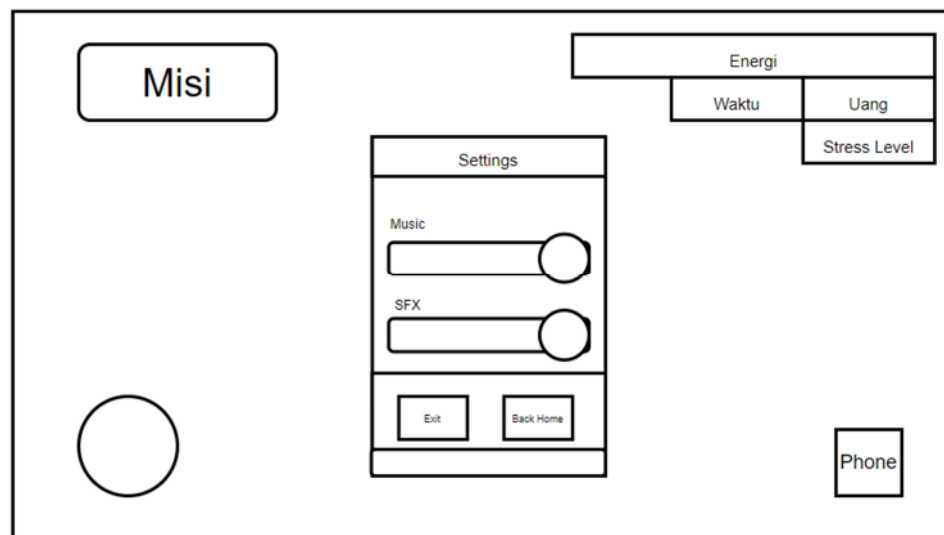 Misi
Energi
Waktu
Uang
Stress Level
Settings
Music
SFX
Exit
Back Home
Phone